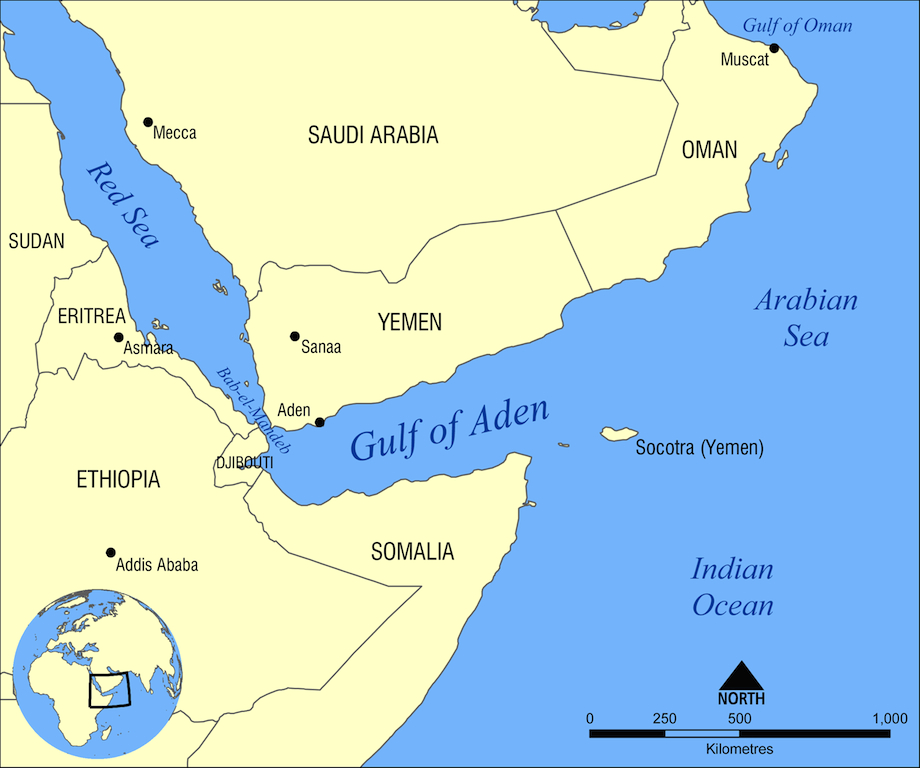 Gulf of Oman
Muscat
Mecca
SAUDI ARABIA
OMAN
Red Sea
SUDAN
Arabian
Sea
ERITREA
Asmara
YEMEN
Sanaa
Bab-el-Mandeb
Aden
Gulf of Aden
Socotra (Yemen)
DJIBOUTI
ETHIOPIA
SOMALIA
Addis Ababa
Indian
Ocean
NORTH
0 250 500 1,000
Kilometres